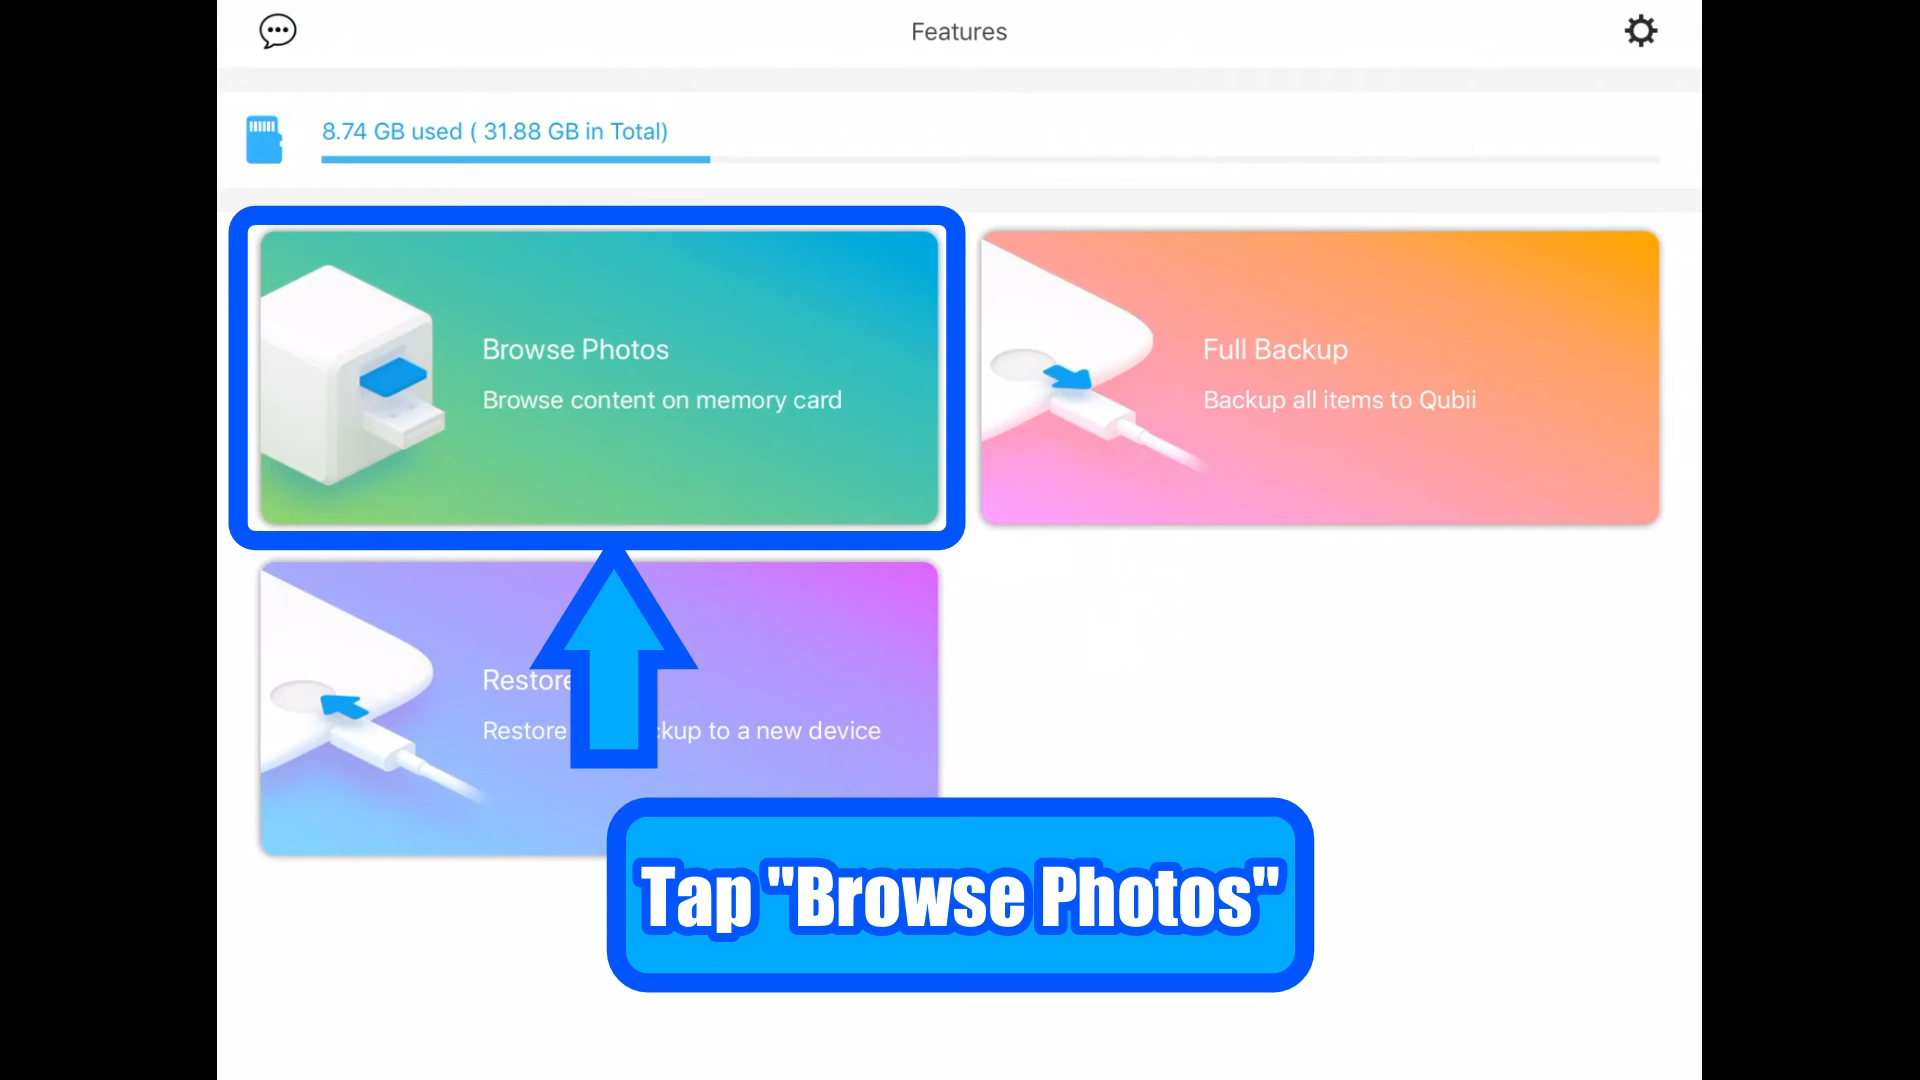 Features
8.74 GB used ( 31.88 GB in Total)
Browse Photos
Browse content on memory card
Full Backup
Backup all items to Qubii
Restore
Restore ckup to a new device
Tap "Browse Photos"